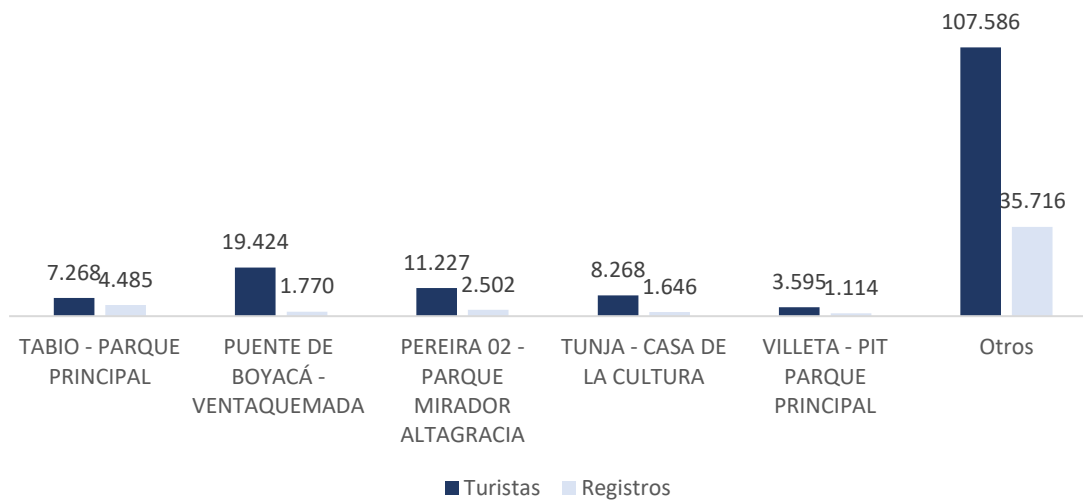 107.586
35.716
19.424
11.227
7.268
4.485
1.770
2.502
8.268
1.646
3.595
1.114
TABIO - PARQUE
PRINCIPAL
PUENTE DE
BOYACÁ -
VENTAQUEMADA
PEREIRA 02 -
PARQUE
MIRADOR
ALTAGRACIA
TUNJA - CASA DE
LA CULTURA
VILLETA - PIT
PARQUE
PRINCIPAL
Otros
Turistas
Registros